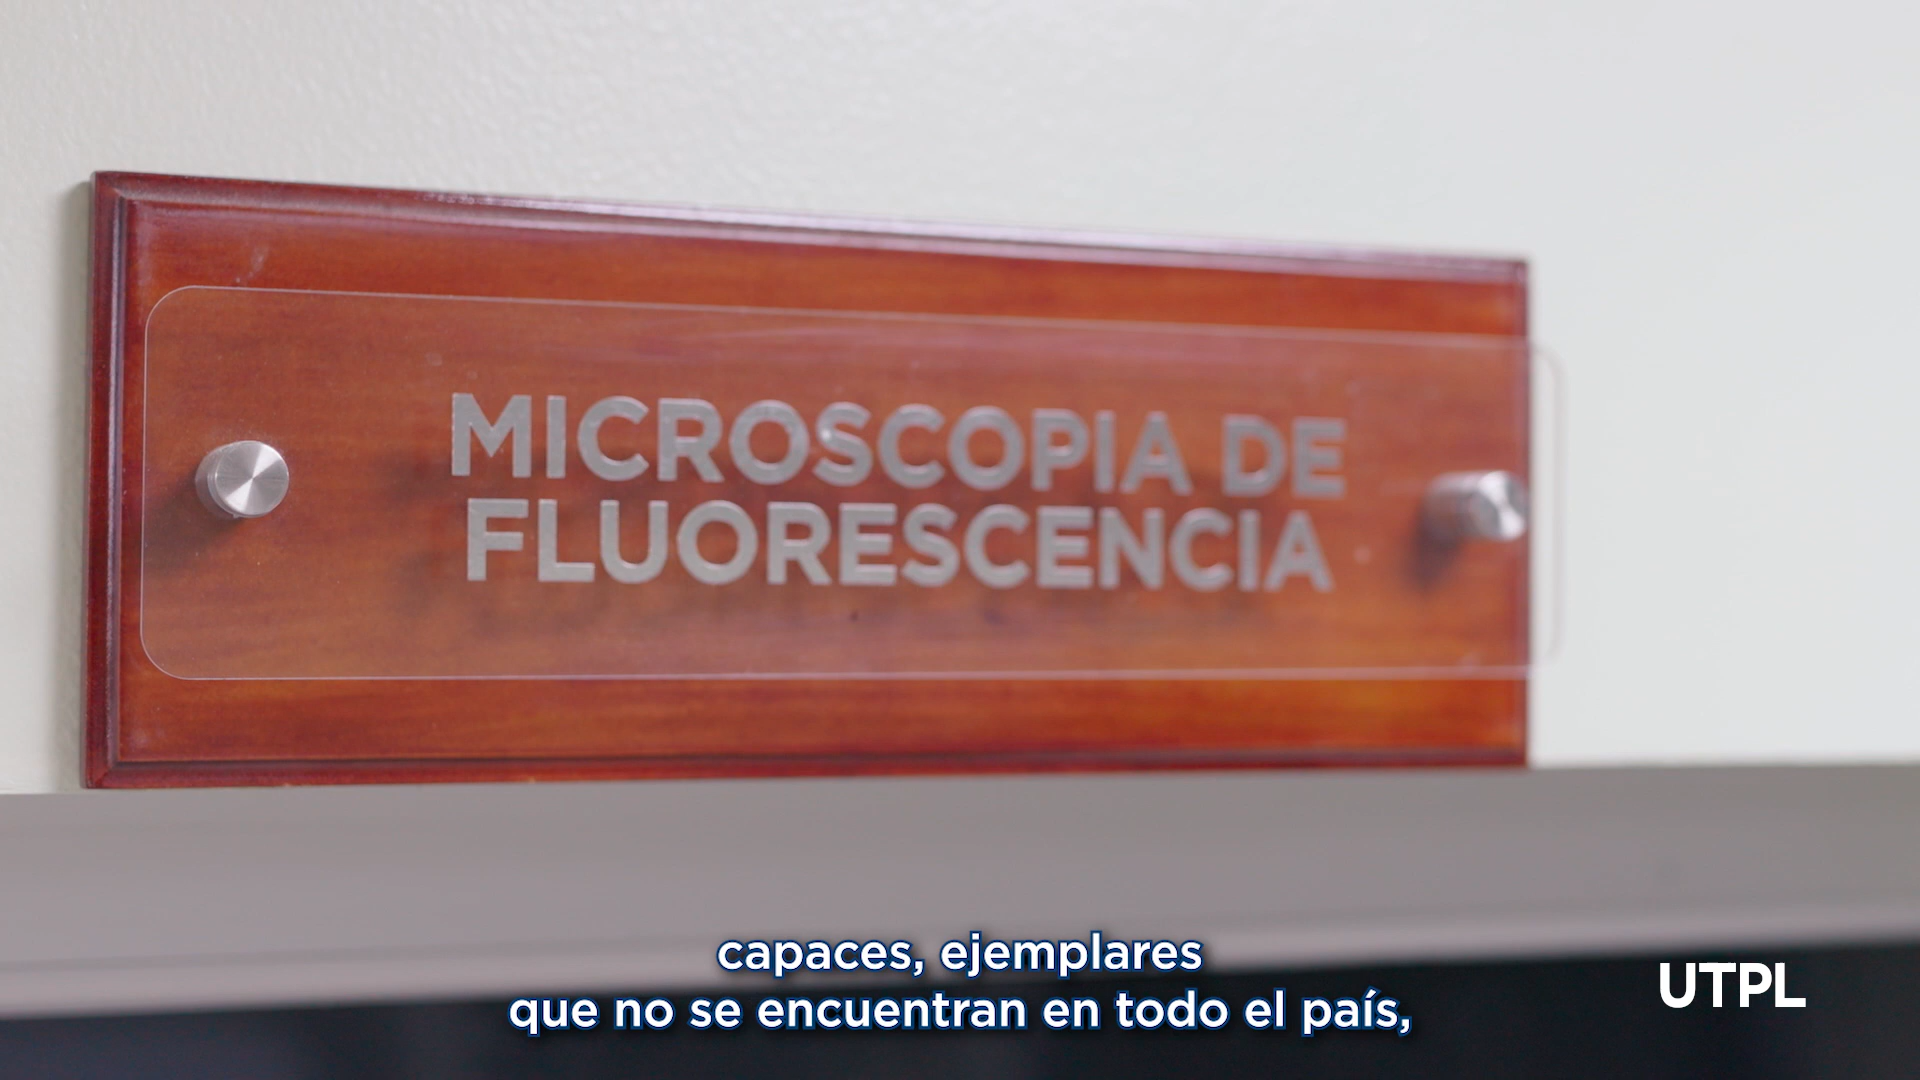 MICROSCOPIA DE
FLUORESCENCIA
capaces, ejemplares
que no se encuentran en todo el país,
UTPL